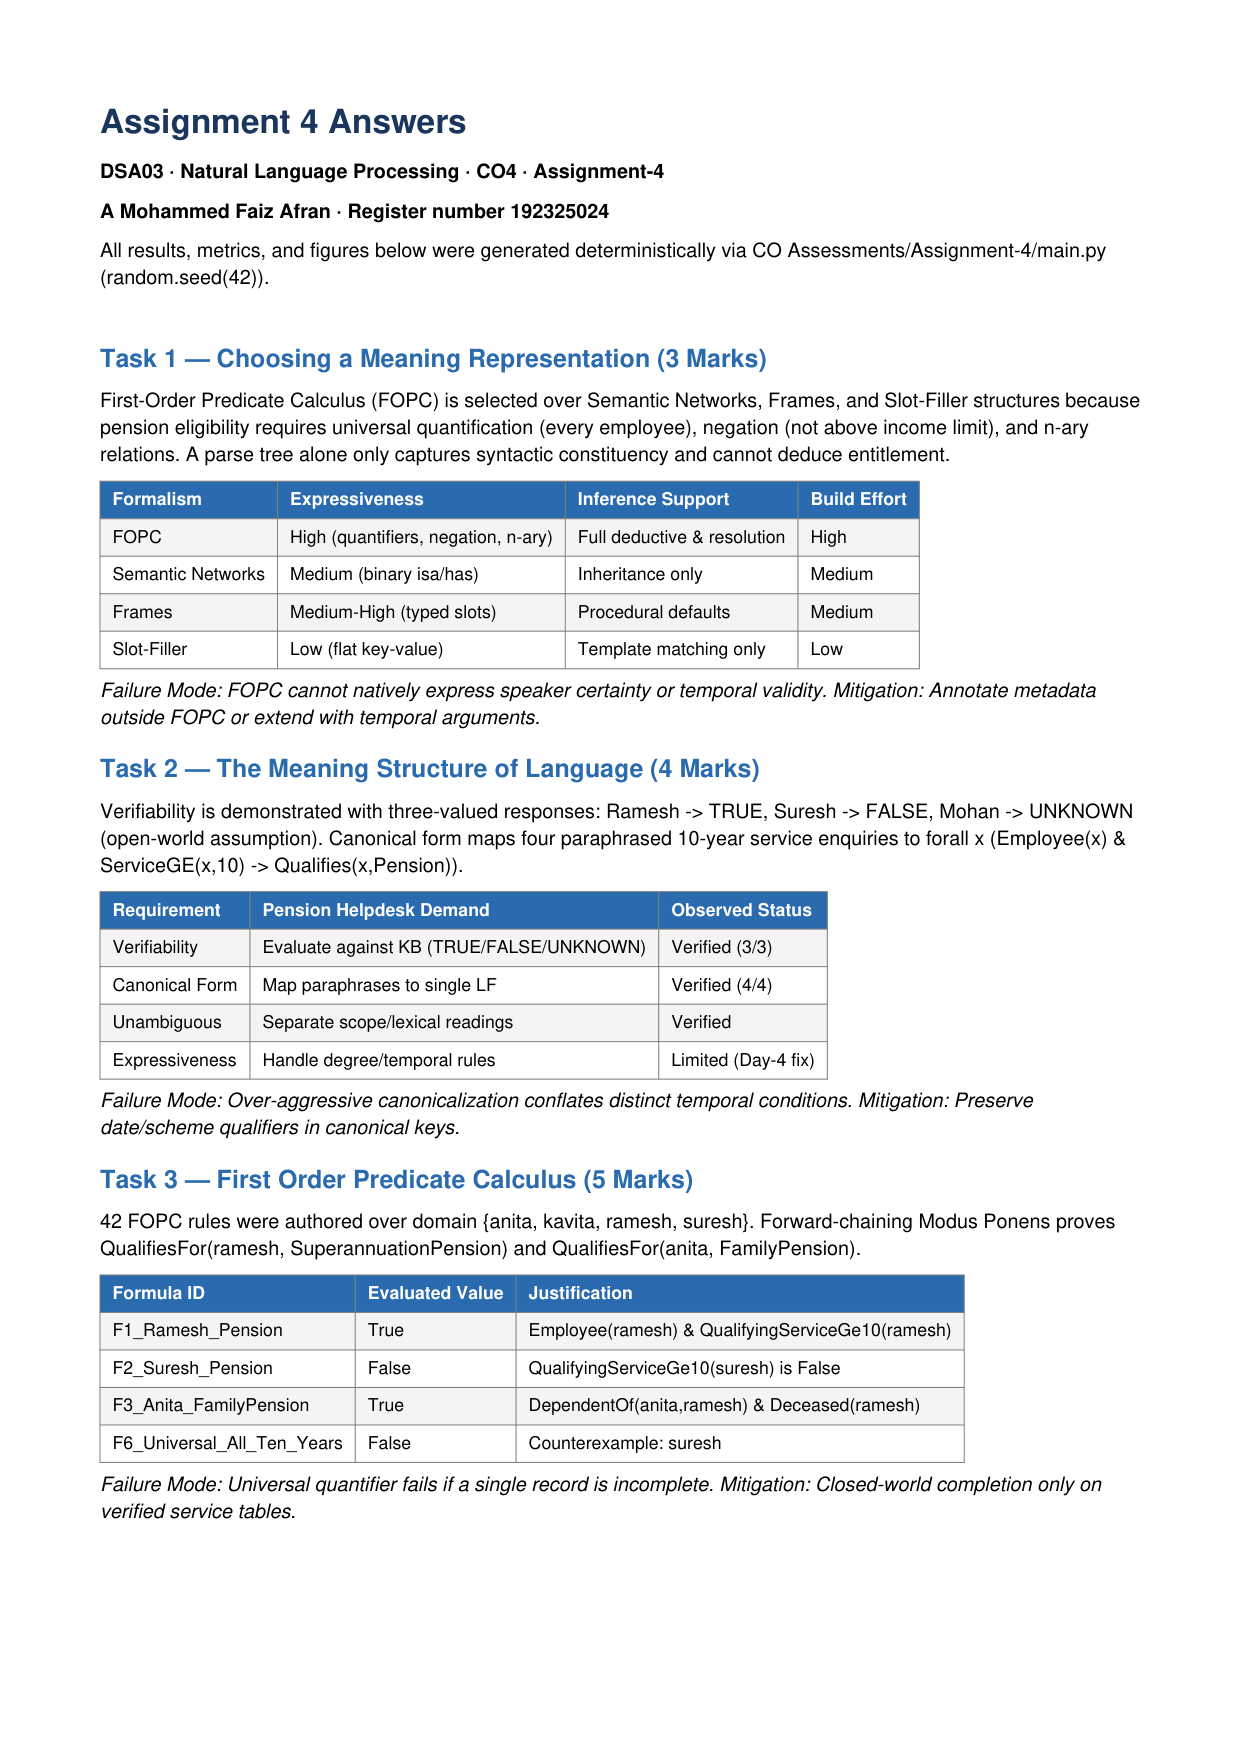 Assignment 4 Answers
DSA03 · Natural Language Processing · CO4 · Assignment-4
A Mohammed Faiz Afran · Register number 192325024
All results, metrics, and figures below were generated deterministically via CO Assessments/Assignment-4/main.py
(random.seed(42)).
Task 1 — Choosing a Meaning Representation (3 Marks)
First-Order Predicate Calculus (FOPC) is selected over Semantic Networks, Frames, and Slot-Filler structures because
pension eligibility requires universal quantification (every employee), negation (not above income limit), and n-ary
relations. A parse tree alone only captures syntactic constituency and cannot deduce entitlement.
Formalism Expressiveness Inference Support Build Effort
FOPC High (quantifiers, negation, n-ary) Full deductive & resolution High
Semantic Networks Medium (binary isa/has) Inheritance only Medium
Frames Medium-High (typed slots) Procedural defaults Medium
Slot-Filler Low (flat key-value) Template matching only Low
Failure Mode: FOPC cannot natively express speaker certainty or temporal validity. Mitigation: Annotate metadata
outside FOPC or extend with temporal arguments.
Task 2 — The Meaning Structure of Language (4 Marks)
Verifiability is demonstrated with three-valued responses: Ramesh -> TRUE, Suresh -> FALSE, Mohan -> UNKNOWN
(open-world assumption). Canonical form maps four paraphrased 10-year service enquiries to forall x (Employee(x) &
ServiceGE(x,10) -> Qualifies(x,Pension)).
Requirement Pension Helpdesk Demand Observed Status
Verifiability Evaluate against KB (TRUE/FALSE/UNKNOWN) Verified (3/3)
Canonical Form Map paraphrases to single LF Verified (4/4)
Unambiguous Separate scope/lexical readings Verified
Expressiveness Handle degree/temporal rules Limited (Day-4 fix)
Failure Mode: Over-aggressive canonicalization conflates distinct temporal conditions. Mitigation: Preserve
date/scheme qualifiers in canonical keys.
Task 3 — First Order Predicate Calculus (5 Marks)
42 FOPC rules were authored over domain {anita, kavita, ramesh, suresh}. Forward-chaining Modus Ponens proves
QualifiesFor(ramesh, SuperannuationPension) and QualifiesFor(anita, FamilyPension).
Formula ID Evaluated Value Justification
F1_Ramesh_Pension True Employee(ramesh) & QualifyingServiceGe10(ramesh)
F2_Suresh_Pension False QualifyingServiceGe10(suresh) is False
F3_Anita_FamilyPension True DependentOf(anita,ramesh) & Deceased(ramesh)
F6_Universal_All_Ten_Years False Counterexample: suresh
Failure Mode: Universal quantifier fails if a single record is incomplete. Mitigation: Closed-world completion only on
verified service tables.